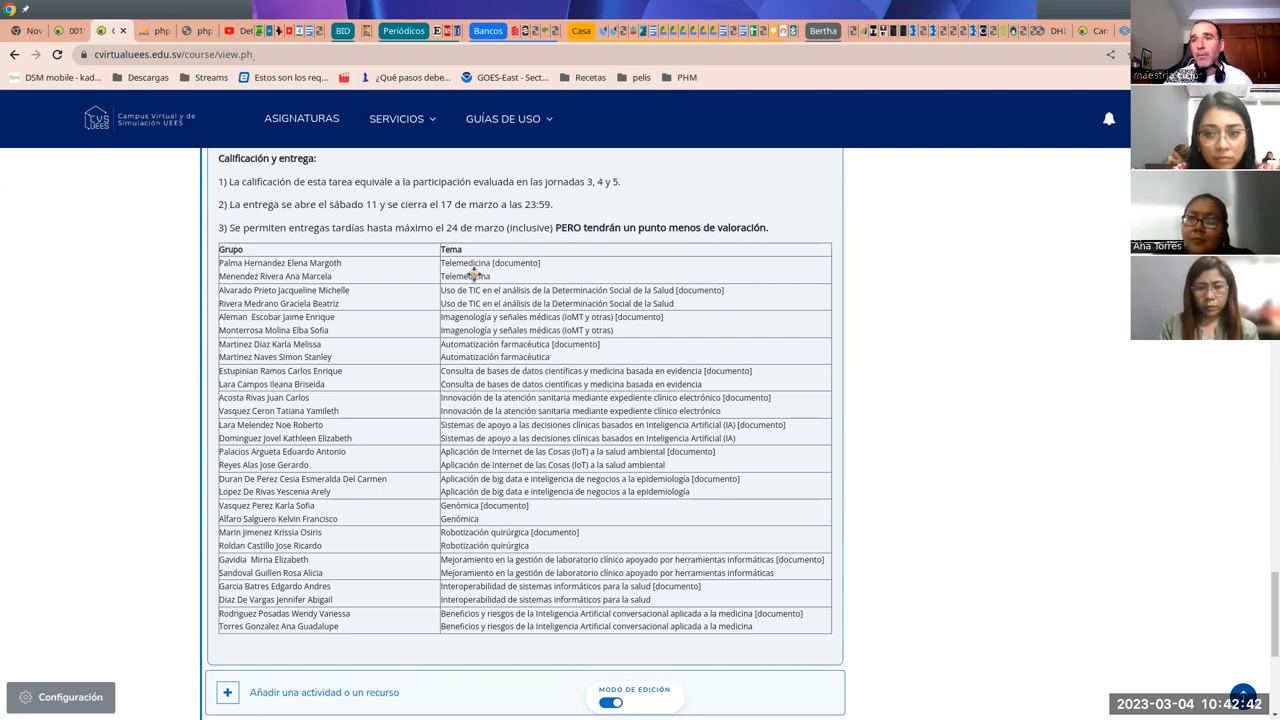 Nov
001
C
php
php
Del
BID
Periódicos
Bancos
Casa
Bertha
DHI
Can
cvirtualuees.edu.sv/course/view.ph
DSM mobile - kad...
Descargas
Streams
Estos son los req...
¿Qué pasos debe...
GOES-East - Sect...
Recetas
pelis
PHM
CVS UEES
Campus Virtual y de
Simulación UEES
ASIGNATURAS
SERVICIOS
GUÍAS DE USO
Calificación y entrega:
1) La calificación de esta tarea equivale a la participación evaluada en las jornadas 3, 4 y 5.
2) La entrega se abre el sábado 11 y se cierra el 17 de marzo a las 23:59.
3) Se permiten entregas tardías hasta máximo el 24 de marzo (inclusive) PERO tendrán un punto menos de valoración.
Grupo Tema
Palma Hernandez Elena Margoth Telemedicina [documento]
Menendez Rivera Ana Marcela Telemedicina
Alvarado Prieto Jacqueline Michelle Uso de TIC en el análisis de la Determinación Social de la Salud [documento]
Rivera Medrano Graciela Beatriz Uso de TIC en el análisis de la Determinación Social de la Salud
Aleman Escobar Jaime Enrique Imagenología y señales médicas (IoMT y otras) [documento]
Monterrosa Molina Elba Sofia Imagenología y señales médicas (IoMT y otras)
Martinez Diaz Karla Melissa Automatización farmacéutica [documento]
Martinez Naves Simon Stanley Automatización farmacéutica
Estupinian Ramos Carlos Enrique Consulta de bases de datos científicas y medicina basada en evidencia [documento]
Lara Campos Ileana Briseida Consulta de bases de datos científicas y medicina basada en evidencia
Acosta Rivas Juan Carlos Innovación de la atención sanitaria mediante expediente clínico electrónico [documento]
Vasquez Ceron Tatiana Yamileth Innovación de la atención sanitaria mediante expediente clínico electrónico
Lara Melendez Noe Roberto Sistemas de apoyo a las decisiones clínicas basados en Inteligencia Artificial (IA) [documento]
Dominguez Jovel Kathleen Elizabeth Sistemas de apoyo a las decisiones clínicas basados en Inteligencia Artificial (IA)
Palacios Argueta Eduardo Antonio Aplicación de Internet de las Cosas (IoT) a la salud ambiental [documento]
Reyes Alas Jose Gerardo Aplicación de Internet de las Cosas (IoT) a la salud ambiental
Duran De Perez Cesia Esmeralda Del Carmen Aplicación de big data e inteligencia de negocios a la epidemiología [documento]
Lopez De Rivas Yescenia Arely Aplicación de big data e inteligencia de negocios a la epidemiología
Vasquez Perez Karla Sofia Genómica [documento]
Alfaro Salguero Kelvin Francisco Genómica
Marin Jimenez Krissia Osiris Robotización quirúrgica [documento]
Roldan Castillo Jose Ricardo Robotización quirúrgica
Gavidia Mirna Elizabeth Mejoramiento en la gestión de laboratorio clínico apoyado por herramientas informáticas [documento]
Sandoval Guillen Rosa Alicia Mejoramiento en la gestión de laboratorio clínico apoyado por herramientas informáticas
Garcia Batres Edgardo Andres Interoperabilidad de sistemas informáticos para la salud [documento]
Diaz De Vargas Jennifer Abigail Interoperabilidad de sistemas informáticos para la salud
Rodriguez Posadas Wendy Vanessa Beneficios y riesgos de la Inteligencia Artificial conversacional aplicada a la medicina [documento]
Torres Gonzalez Ana Guadalupe Beneficios y riesgos de la Inteligencia Artificial conversacional aplicada a la medicina
Añadir una actividad o un recurso
MODO DE EDICIÓN
Configuración
maestria ciclo
Ana Torres
2023-03-04 10:42:42